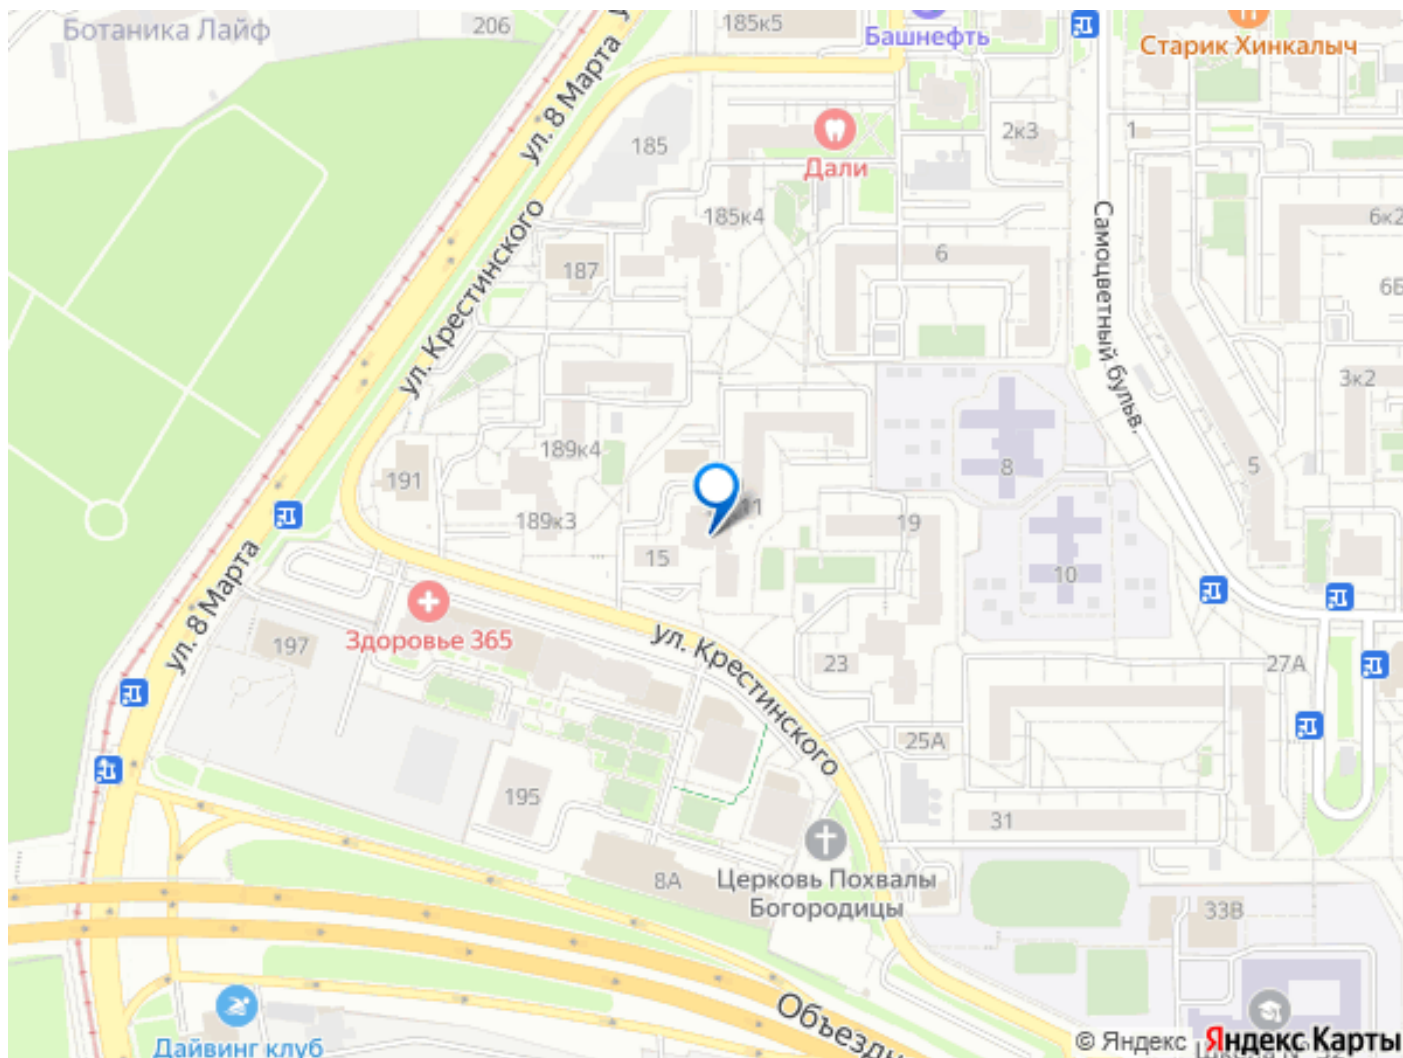 Ботаника Лайф
206
185к5
Башнефть
Старик Хинкалыч
ул. 8 Марта
185
Дали
2к3
1
185к4
6к2
ул. Крестинского
187
6
Самоцветный бульв.
6Б
3к2
189к4
191
8
5
189к3
11
19
15
10
ул. 8 Марта
Здоровье 365
197
ул. Крестинского
23
27А
25А
195
31
8А
Церковь Похвалы
Богородицы
33В
Объездн
Дайвинг клуб
© Яндекс
Яндекс Карты